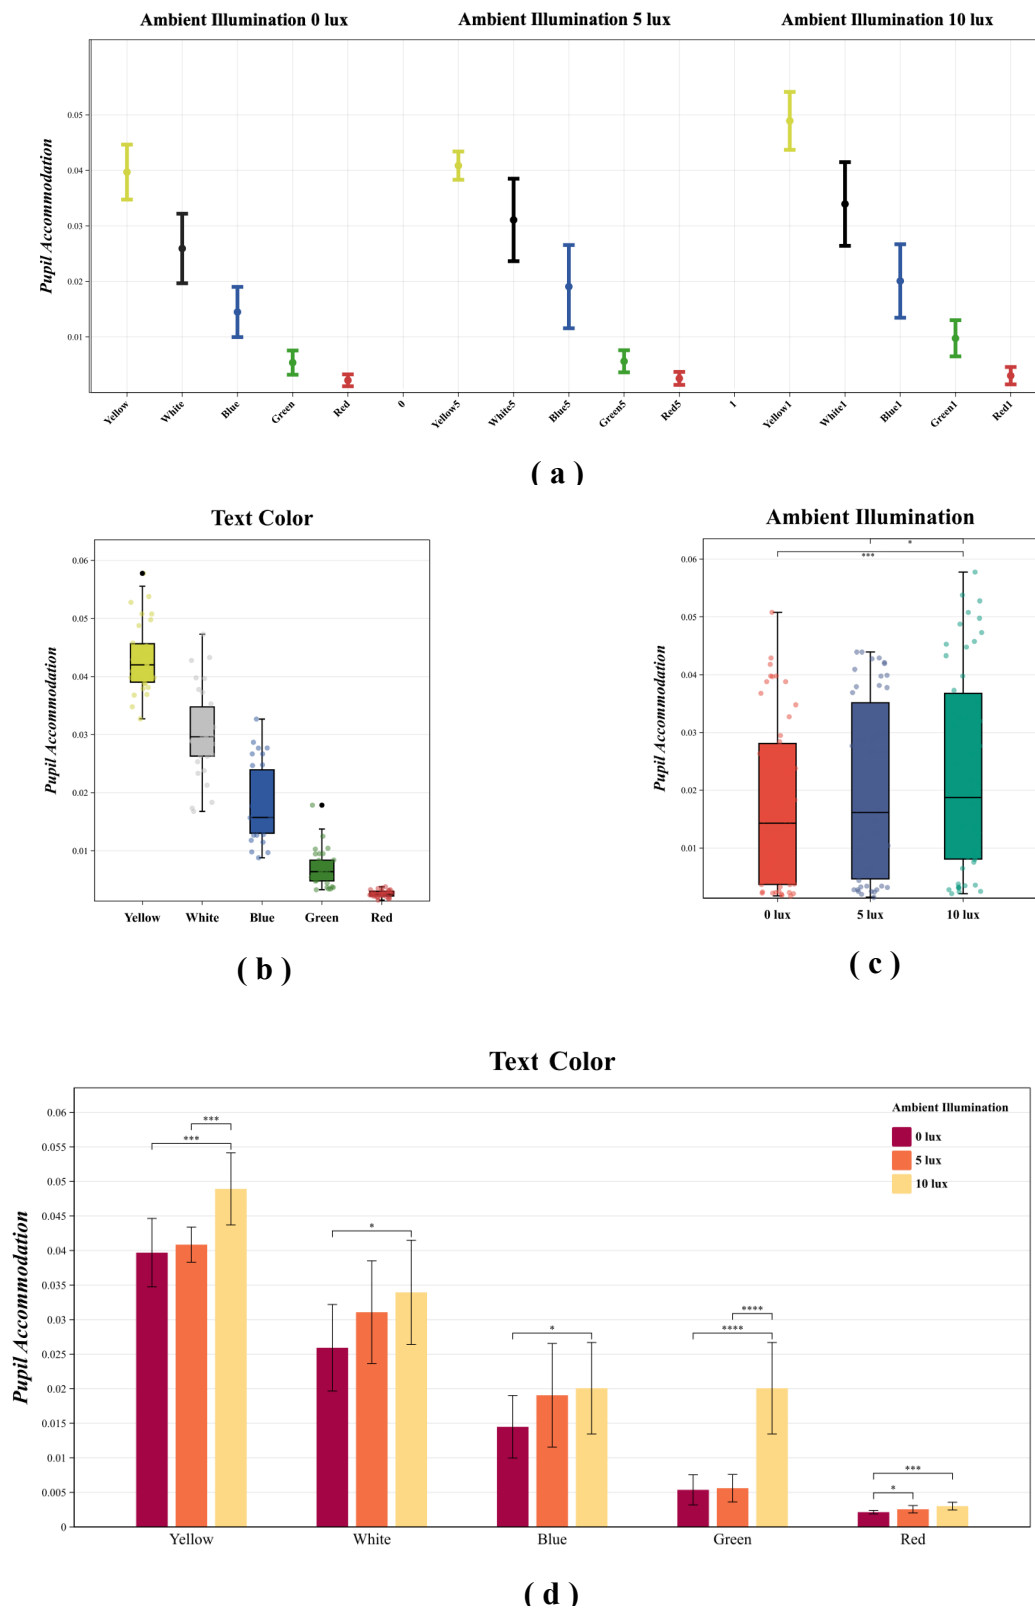 Ambient Illumination 0 lux Ambient Illumination 5 lux Ambient Illumination 10 lux
Pupil Accommodation
0.05
0.04
0.03
0.02
0.01
Yellow White Blue Green Red 0 Yellow5 White5 Blue5 Green5 Red5 1 Yellow1 White1 Blue1 Green1 Red1
( a )
Text Color
Pupil Accommodation
0.06
0.05
0.04
0.03
0.02
0.01
Yellow White Blue Green Red
( b )
Ambient Illumination
*
***
Pupil Accommodation
0.06
0.05
0.04
0.03
0.02
0.01
0 lux 5 lux 10 lux
( c )
Text Color
Pupil Accommodation
0.06
0.055
0.05
0.045
0.04
0.035
0.03
0.025
0.02
0.015
0.01
0.005
0
Ambient Illumination
0 lux
5 lux
10 lux
***
***
*
*
****
****
***
*
Yellow White Blue Green Red
( d )